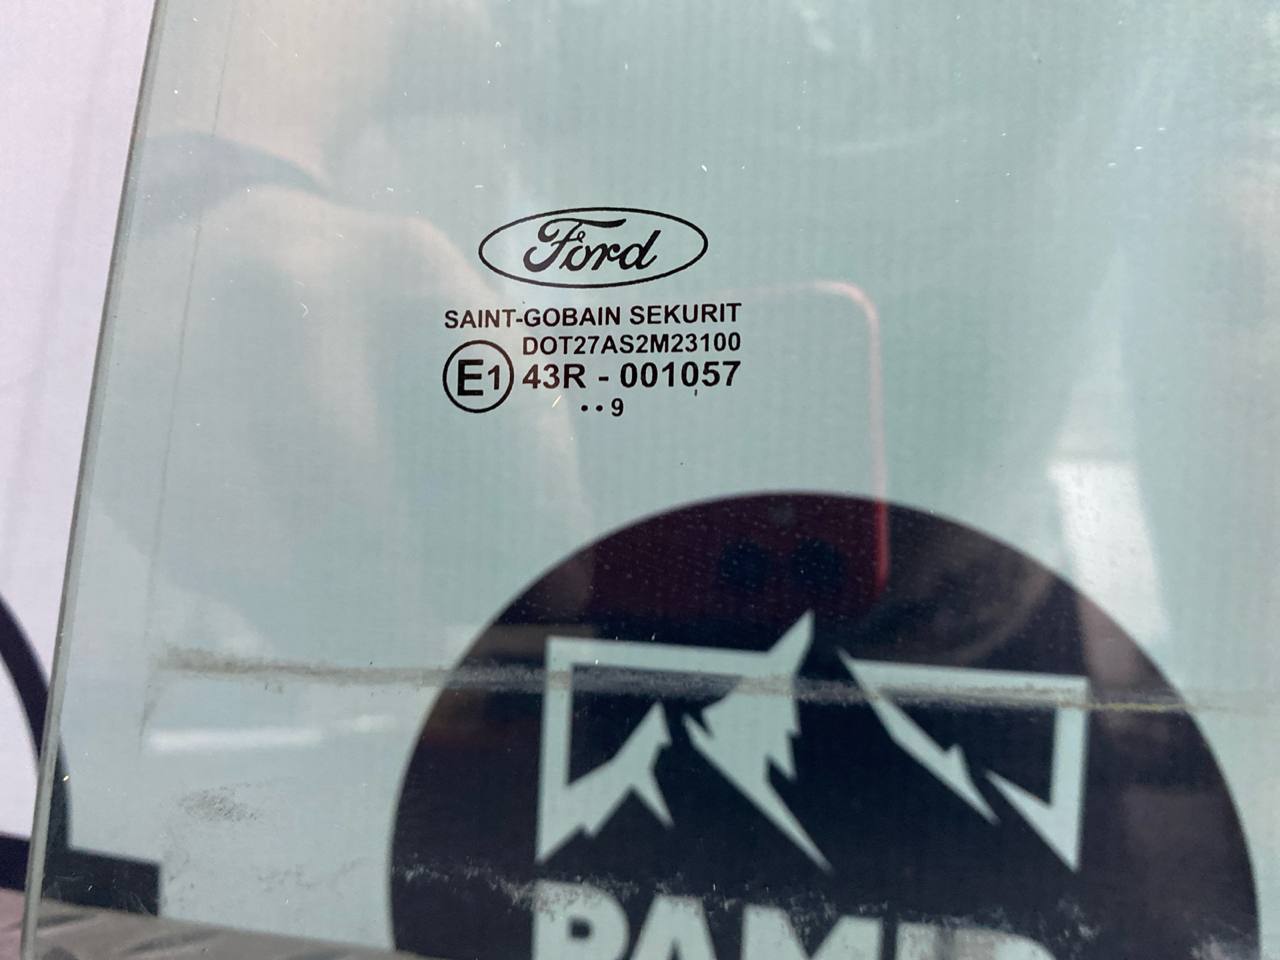 Ford
SAINT-GOBAIN SEKURIT
DOT27AS2M23100
E1 43R - 001057
••9